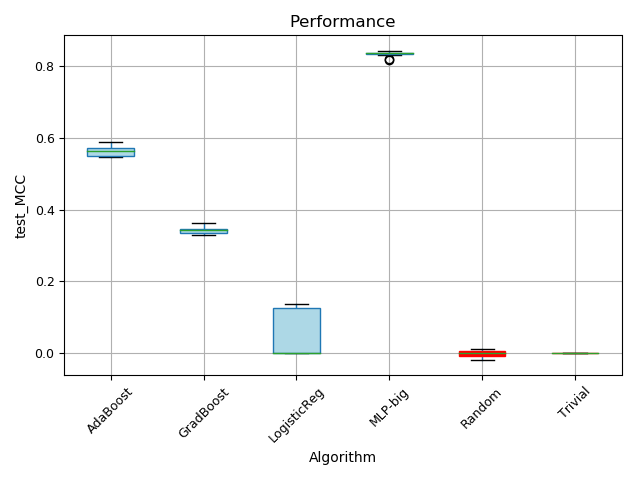 Performance
test_MCC
0.8
0.6
0.4
0.2
0.0
AdaBoost
GradBoost
LogisticReg
MLP-big
Random
Trivial
Algorithm